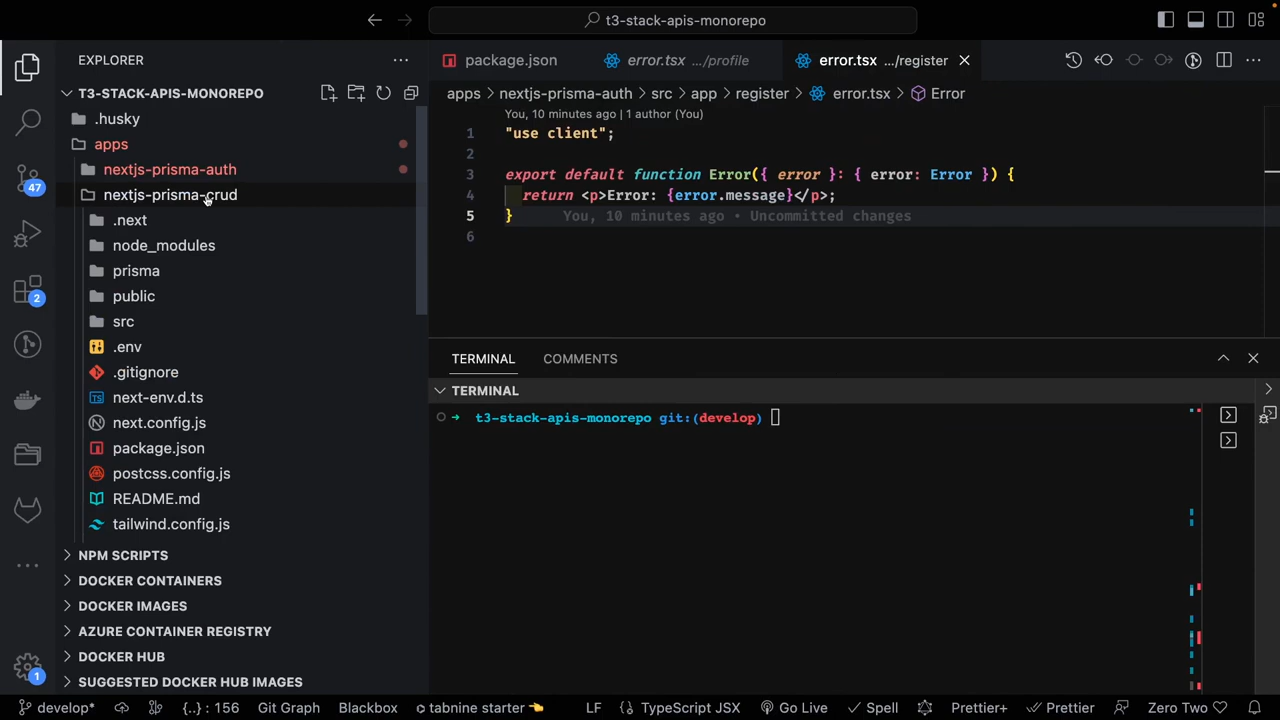 t3-stack-apis-monorepo
EXPLORER
T3-STACK-APIS-MONOREPO
.husky
apps
nextjs-prisma-auth
nextjs-prisma-crud
.next
node_modules
prisma
public
src
.env
.gitignore
next-env.d.ts
next.config.js
package.json
postcss.config.js
README.md
tailwind.config.js
NPM SCRIPTS
DOCKER CONTAINERS
DOCKER IMAGES
AZURE CONTAINER REGISTRY
DOCKER HUB
SUGGESTED DOCKER HUB IMAGES
47
2
1
package.json
error.tsx .../profile
error.tsx .../register
apps > nextjs-prisma-auth > src > app > register > error.tsx > Error
You, 10 minutes ago | 1 author (You)
1 "use client";
2
3 export default function Error({ error }: { error: Error }) {
4 return <p>Error: {error.message}</p>;
5 } You, 10 minutes ago • Uncommitted changes
6
TERMINAL COMMENTS
TERMINAL
t3-stack-apis-monorepo git:(develop)
develop* {..} : 156 Git Graph Blackbox tabnine starter LF TypeScript JSX Go Live Spell Prettier+ Prettier Zero Two